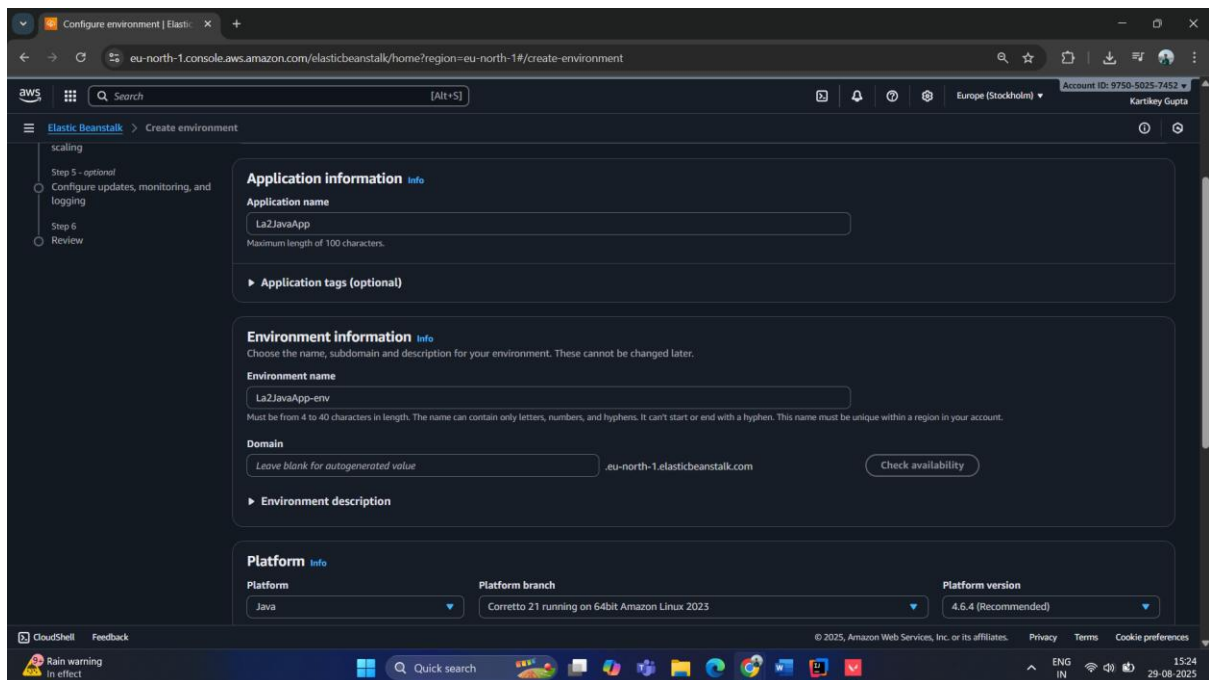 Configure environment | Elastic
eu-north-1.console.aws.amazon.com/elasticbeanstalk/home?region=eu-north-1#/create-environment
aws
Search [Alt+S]
Europe (Stockholm)
Account ID: 9750-5025-7452
Kartikey Gupta
Elastic Beanstalk > Create environment
scaling
Step 5 - optional
Configure updates, monitoring, and
logging
Step 6
Review
Application information Info
Application name
La2JavaApp
Maximum length of 100 characters.
Application tags (optional)
Environment information Info
Choose the name, subdomain and description for your environment. These cannot be changed later.
Environment name
La2JavaApp-env
Must be from 4 to 40 characters in length. The name can contain only letters, numbers, and hyphens. It can't start or end with a hyphen. This name must be unique within a region in your account.
Domain
Leave blank for autogenerated value
.eu-north-1.elasticbeanstalk.com
Check availability
Environment description
Platform Info
Platform
Platform branch
Platform version
Java
Corretto 21 running on 64bit Amazon Linux 2023
4.6.4 (Recommended)
CloudShell Feedback
© 2025, Amazon Web Services, Inc. or its affiliates. Privacy Terms Cookie preferences
9+
Rain warning
In effect
Quick search
ENG
IN
15:24
29-08-2025